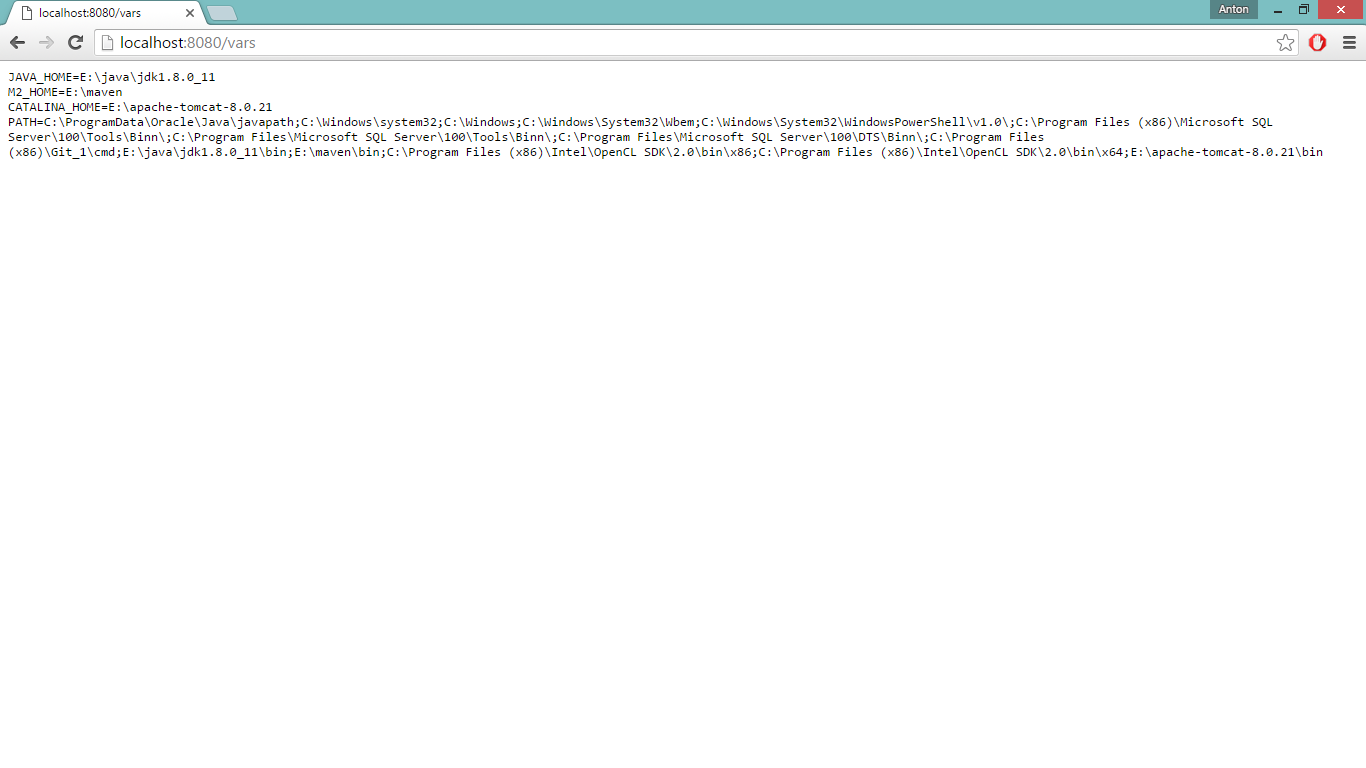 localhost:8080/vars
Anton
localhost:8080/vars
JAVA_HOME=E:\java\jdk1.8.0_11
M2_HOME=E:\maven
CATALINA_HOME=E:\apache-tomcat-8.0.21
PATH=C:\ProgramData\Oracle\Java\javapath;C:\Windows\system32;C:\Windows;C:\Windows\System32\Wbem;C:\Windows\System32\WindowsPowerShell\v1.0\;C:\Program Files (x86)\Microsoft SQL
Server\100\Tools\Binn\;C:\Program Files\Microsoft SQL Server\100\Tools\Binn\;C:\Program Files\Microsoft SQL Server\100\DTS\Binn\;C:\Program Files
(x86)\Git_1\cmd;E:\java\jdk1.8.0_11\bin;E:\maven\bin;C:\Program Files (x86)\Intel\OpenCL SDK\2.0\bin\x86;C:\Program Files (x86)\Intel\OpenCL SDK\2.0\bin\x64;E:\apache-tomcat-8.0.21\bin